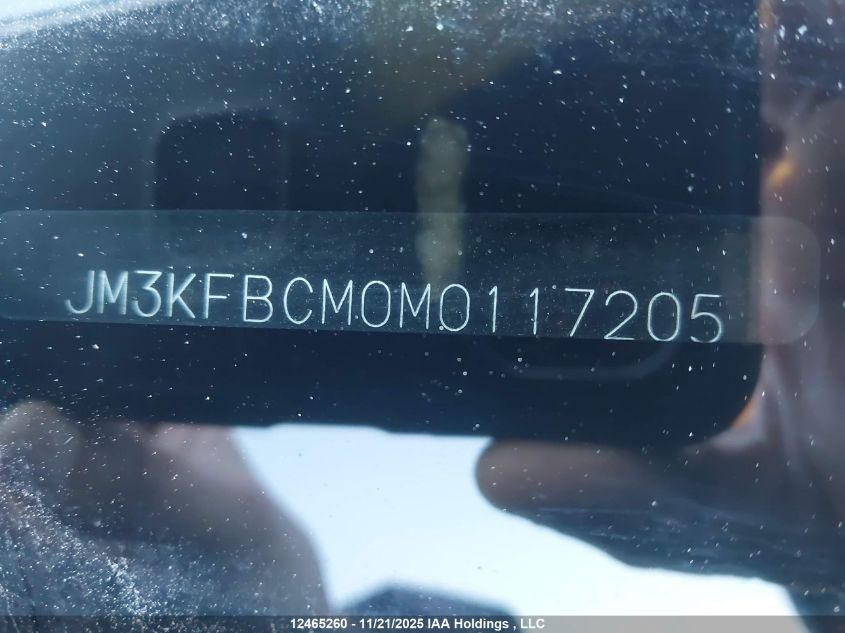 JM3KFBCM0M0117205
12465260 - 11/21/2025 IAA Holdings , LLC